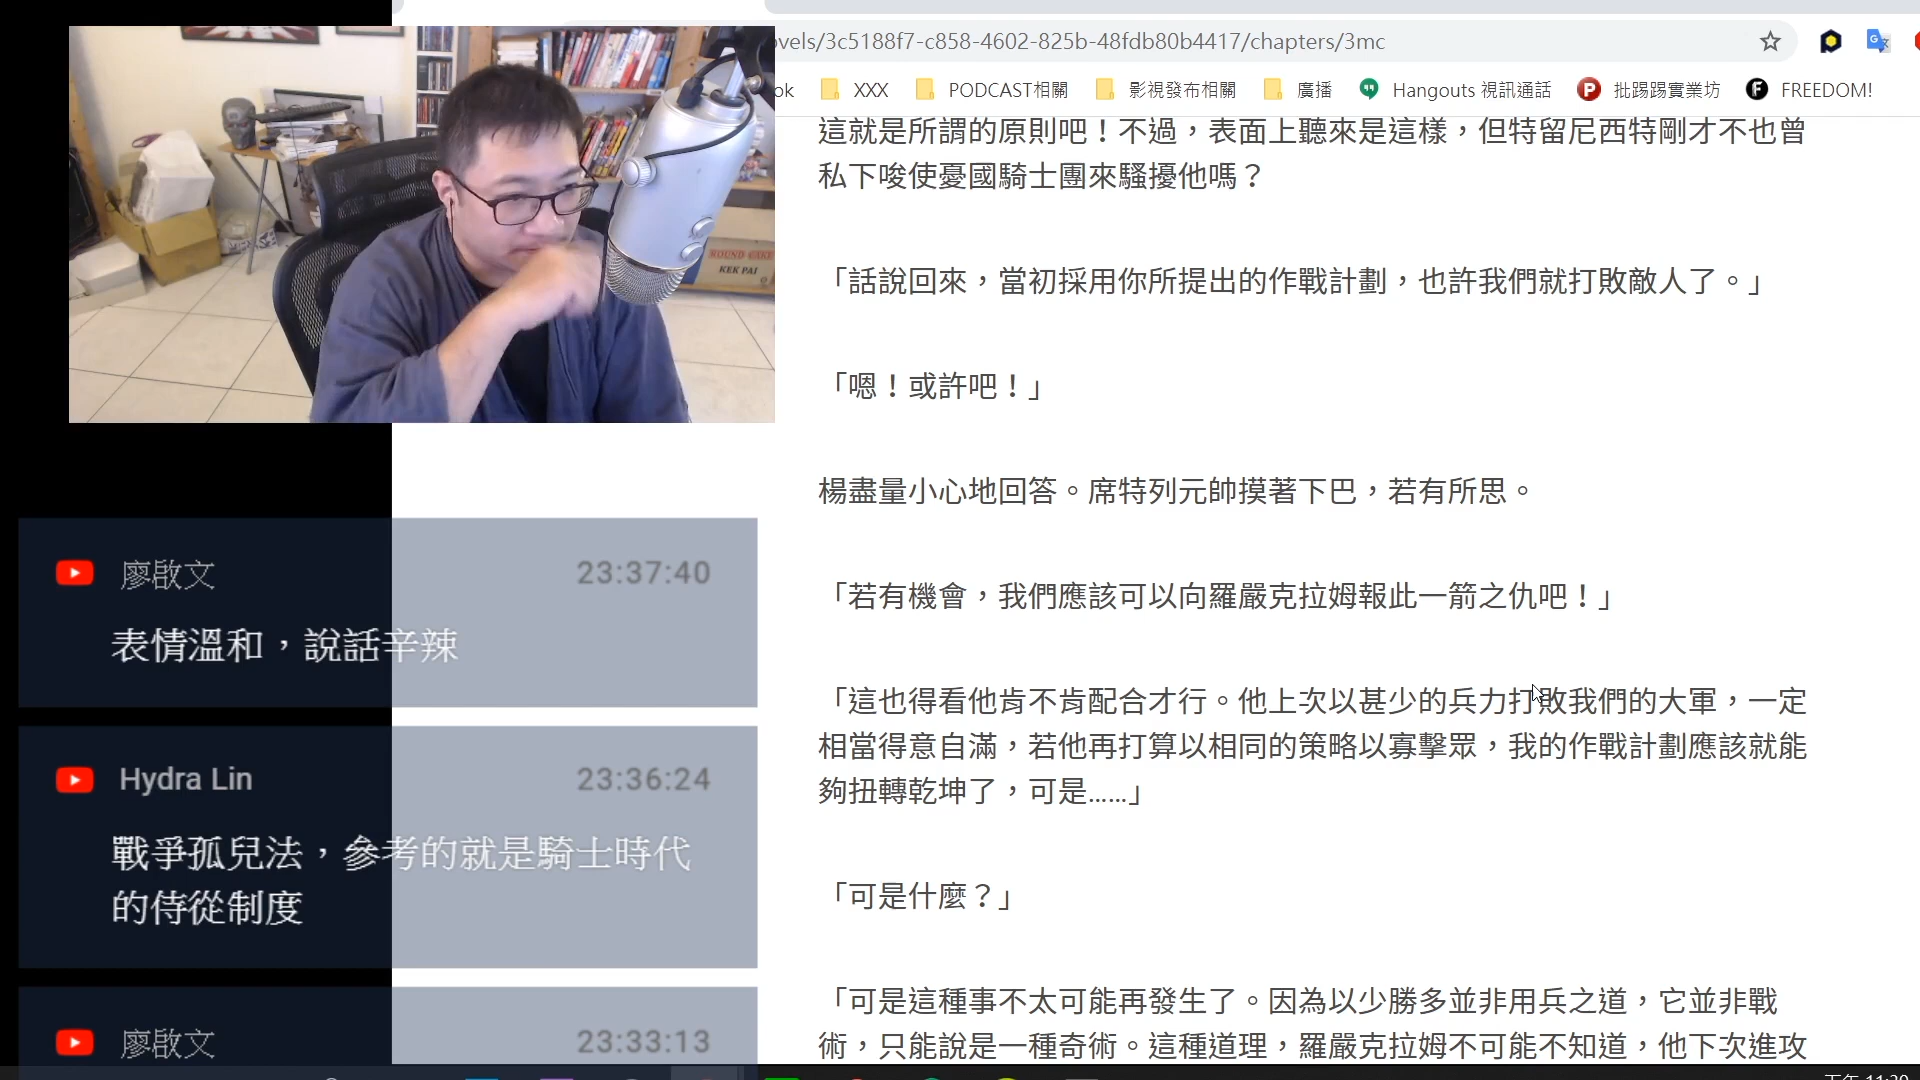 ovels/3c5188f7-c858-4602-825b-48fdb80b4417/chapters/3mc
ok
XXX
PODCAST相關
影視發布相關
廣播
Hangouts 視訊通話
批踢踢實業坊
FREEDOM!
這就是所謂的原則吧！不過，表面上聽來是這樣，但特留尼西特剛才不也曾
私下唆使憂國騎士團來騷擾他嗎？
「話說回來，當初採用你所提出的作戰計劃，也許我們就打敗敵人了。」
「嗯！或許吧！」
楊盡量小心地回答。席特列元帥摸著下巴，若有所思。
「若有機會，我們應該可以向羅嚴克拉姆報此一箭之仇吧！」
「這也得看他肯不肯配合才行。他上次以甚少的兵力打敗我們的大軍，一定
相當得意自滿，若他再打算以相同的策略以寡擊眾，我的作戰計劃應該就能
夠扭轉乾坤了，可是......」
「可是什麼？」
「可是這種事不太可能再發生了。因為以少勝多並非用兵之道，它並非戰
術，只能說是一種奇術。這種道理，羅嚴克拉姆不可能不知道，他下次進攻
ROUND CAKE
KEK PAI
廖啟文
23:37:40
表情溫和，說話辛辣
Hydra Lin
23:36:24
戰爭孤兒法，參考的就是騎士時代
的侍從制度
廖啟文
23:33:13